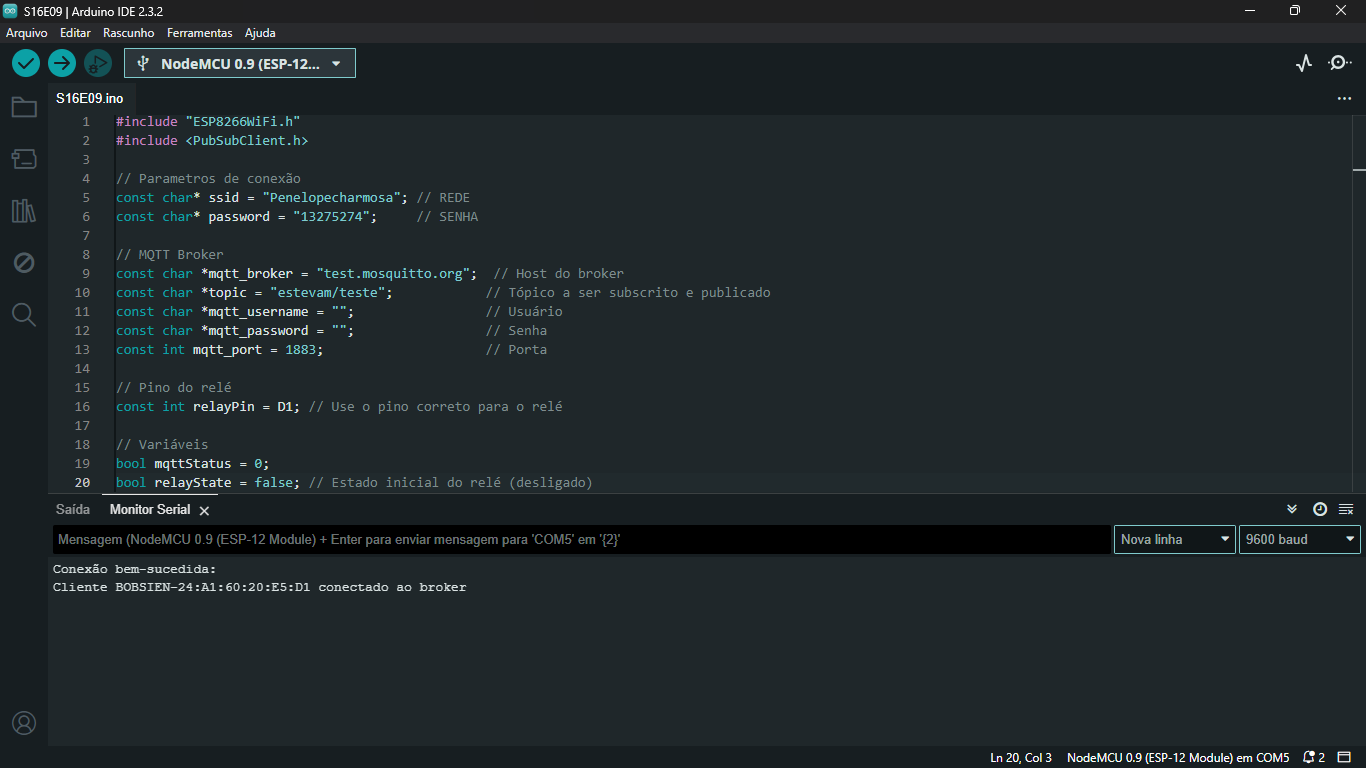 S16E09 | Arduino IDE 2.3.2
Arquivo Editar Rascunho Ferramentas Ajuda
NodeMCU 0.9 (ESP-12...
S16E09.ino
1 #include "ESP8266WiFi.h"
2 #include <PubSubClient.h>
3
4 // Parametros de conexão
5 const char* ssid = "Penelopecharmosa"; // REDE
6 const char* password = "13275274"; // SENHA
7
8 // MQTT Broker
9 const char *mqtt_broker = "test.mosquitto.org"; // Host do broker
10 const char *topic = "estevam/teste"; // Tópico a ser subscrito e publicado
11 const char *mqtt_username = ""; // Usuário
12 const char *mqtt_password = ""; // Senha
13 const int mqtt_port = 1883; // Porta
14
15 // Pino do relé
16 const int relayPin = D1; // Use o pino correto para o relé
17
18 // Variáveis
19 bool mqttStatus = 0;
20 bool relayState = false; // Estado inicial do relé (desligado)
Saída Monitor Serial
Mensagem (NodeMCU 0.9 (ESP-12 Module) + Enter para enviar mensagem para 'COM5' em '{2}'
Nova linha 9600 baud
Conexão bem-sucedida:
Cliente BOBSIEN-24:A1:60:20:E5:D1 conectado ao broker
Ln 20, Col 3 NodeMCU 0.9 (ESP-12 Module) em COM5 2